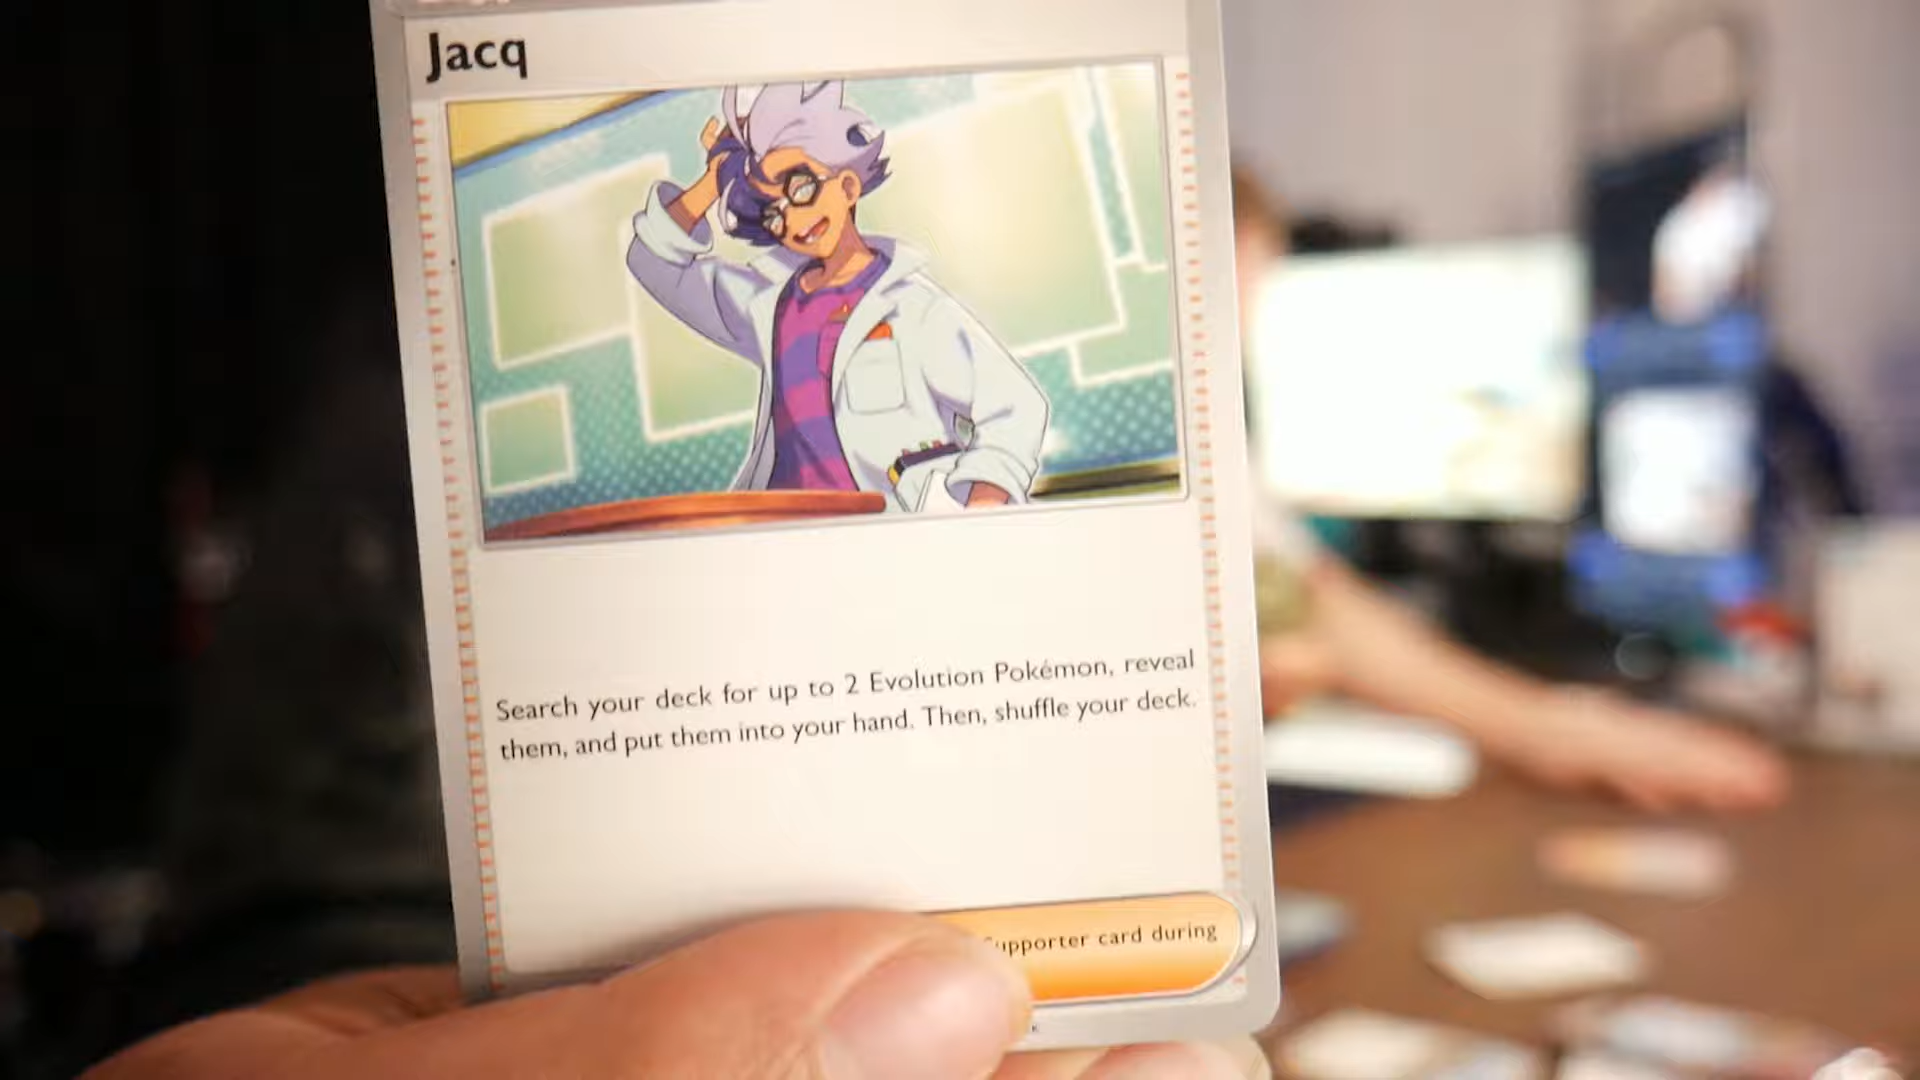 Jacq
Search your deck for up to 2 Evolution Pokémon, reveal
them, and put them into your hand. Then, shuffle your deck.
Supporter card during